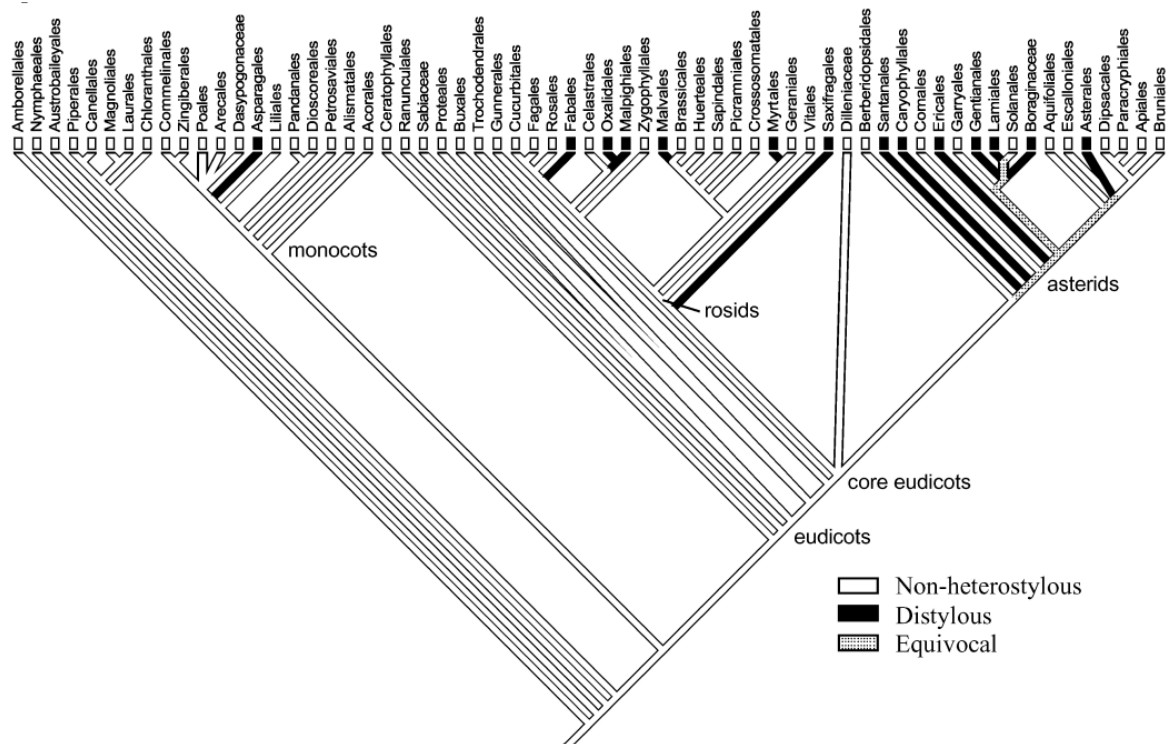 Amborellales
Nymphaeales
Austrobaileyales
Piperales
Canellales
Magnoliales
Laurales
Chloranthales
Commelinales
Zingiberales
Poales
Arecales
Dasypogonaceae
Asparagales
Liliales
Pandanales
Dioscoreales
Petrosaviales
Alismatales
Acorales
Ceratophyllales
Ranunculales
Sabiaceae
Proteales
Buxales
Trochodendrales
Gunnerales
Cucurbitales
Fagales
Rosales
Fabales
Celastrales
Oxalidales
Malpighiales
Zygophyllales
Malvales
Brassicales
Huerteales
Sapindales
Picramniales
Crossosomatales
Myrtales
Geraniales
Vitales
Saxifragales
Dilleniaceae
Berberidopsidales
Santanales
Caryophyllales
Cornales
Ericales
Garryales
Gentianales
Lamiales
Solanales
Boraginaceae
Aquifoliales
Escalloniales
Asterales
Dipsacales
Paracryphiales
Apiales
Bruniales
monocots
rosids
asterids
core eudicots
eudicots
Non-heterostylous
Distylous
Equivocal